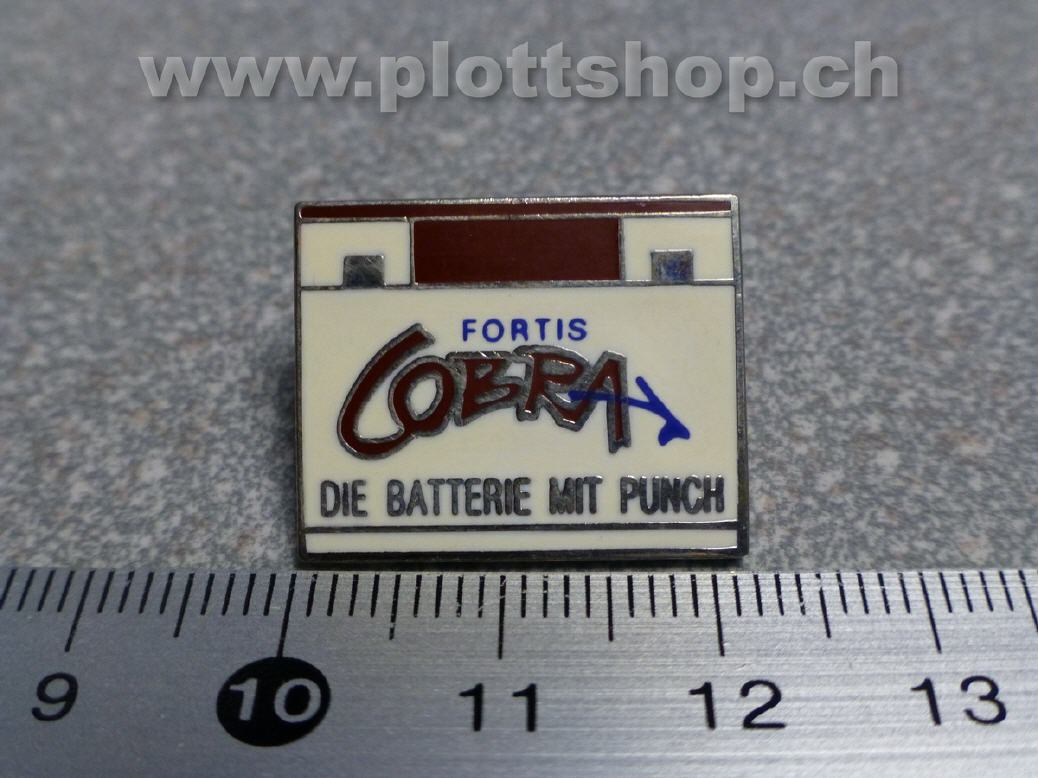 www.plottshop.ch
FORTIS
COBRA
DIE BATTERIE MIT PUNCH
9 10 11 12 13